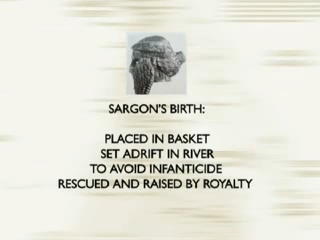 SARGON'S BIRTH:
PLACED IN BASKET
SET ADRIFT IN RIVER
TO AVOID INFANTICIDE
RESCUED AND RAISED BY ROYALTY